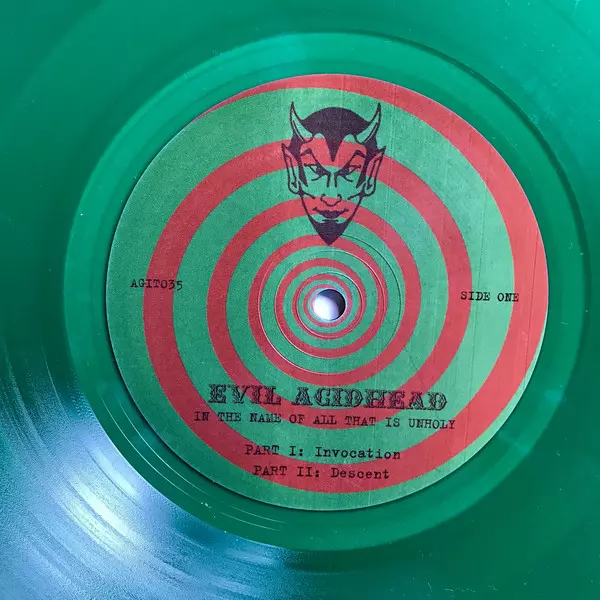 AGIT035
SIDE ONE
EVIL ACIDHEAD
IN THE NAME OF ALL THAT IS UNHOLY
PART I: Invocation
PART II: Descent